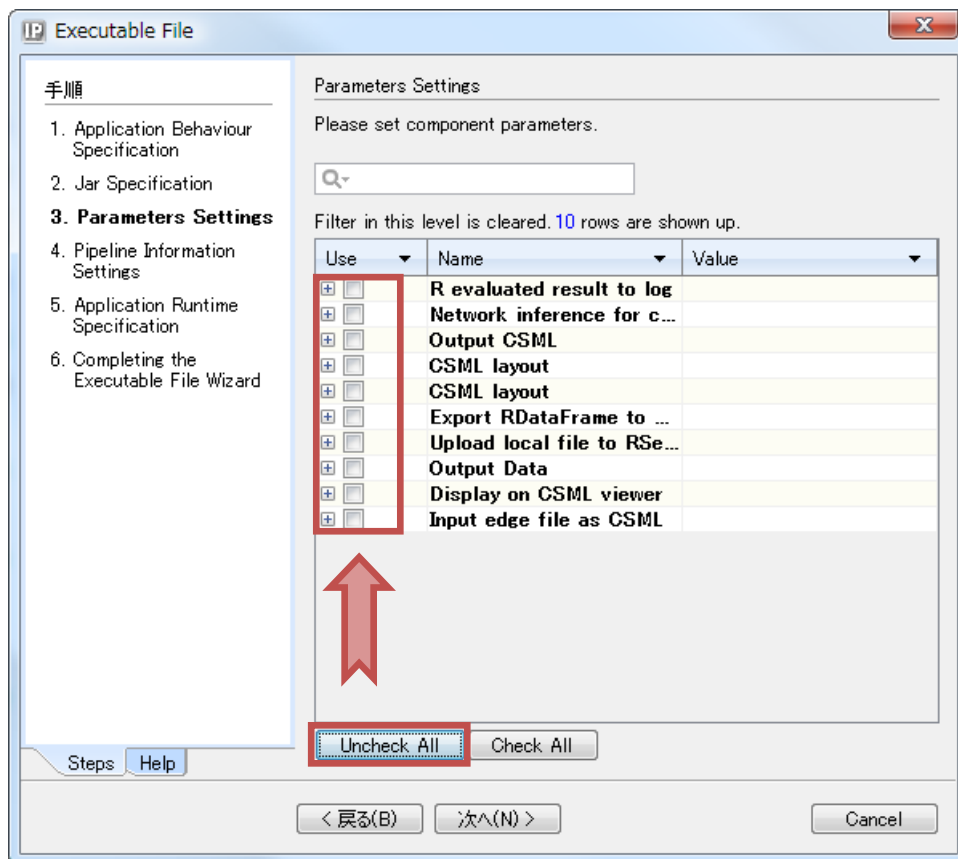 IP Executable File
手順
1. Application Behaviour
Specification
2. Jar Specification
3. Parameters Settings
4. Pipeline Information
Settings
5. Application Runtime
Specification
6. Completing the
Executable File Wizard
Steps Help
Parameters Settings
Please set component parameters.
Filter in this level is cleared. 10 rows are shown up.
Use Name Value
R evaluated result to log
Network inference for c...
Output CSML
CSML layout
CSML layout
Export RDataFrame to ...
Upload local file to RSe...
Output Data
Display on CSML viewer
Input edge file as CSML
Uncheck All Check All
< 戻る(B) 次へ(N) > Cancel